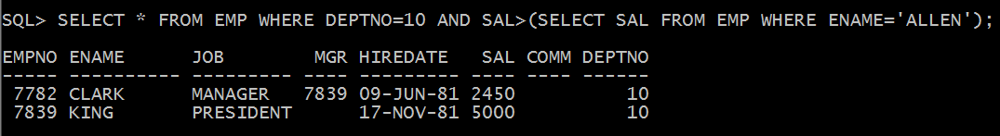 SQL> SELECT * FROM EMP WHERE DEPTNO=10 AND SAL>(SELECT SAL FROM EMP WHERE ENAME='ALLEN');
EMPNO ENAME      JOB         MGR HIREDATE   SAL COMM DEPTNO
----- ---------- --------- ---- --------- ---- ---- ------
 7782 CLARK      MANAGER   7839 09-JUN-81 2450          10
 7839 KING       PRESIDENT      17-NOV-81 5000          10